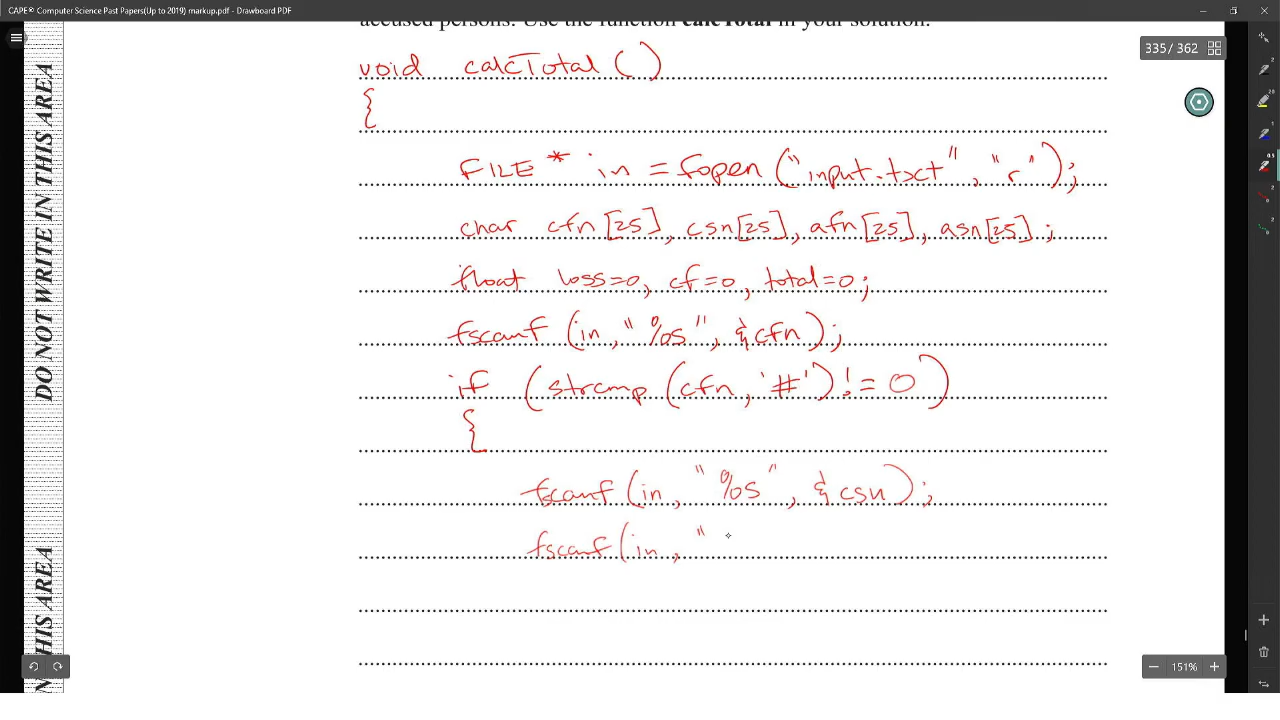 CAPE® Computer Science Past Papers(Up to 2019) markup.pdf - Drawboard PDF
accused persons. Use the function calcTotal in your solution.
335 / 362
void calcTotal ( )
{
FILE * in = fopen ("input.txt", "r");
char cfn[25], csn[25], afn[25], asn[25];
float loss=0, cf=0, total=0;
fscanf (in, "%s", &cfn);
if (strcmp (cfn, '#') != 0)
{
fscanf (in, "%s", &csn);
fscanf (in, "
DO NOT WRITE IN THIS AREA
N THIS AREA
151%